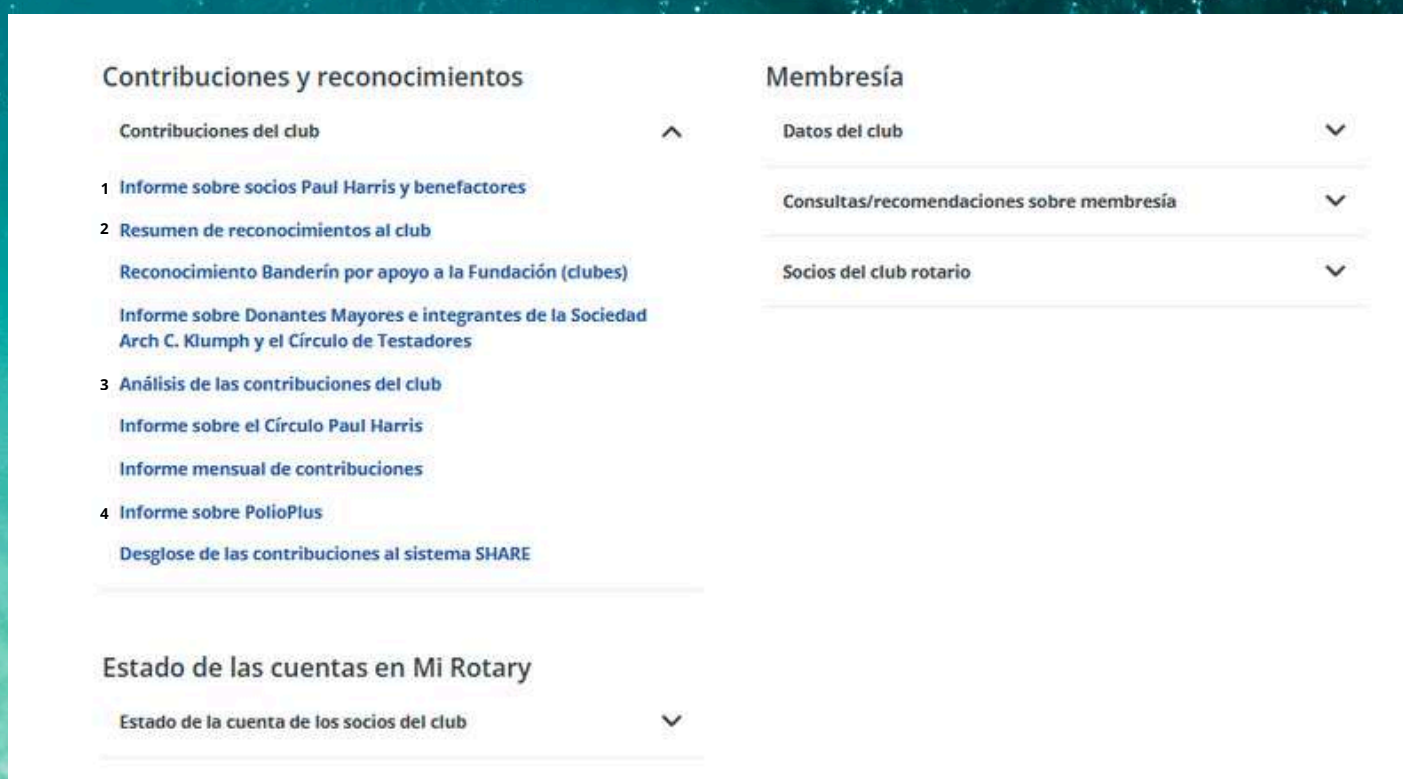 Contribuciones y reconocimientos
Contribuciones del club
1 Informe sobre socios Paul Harris y benefactores
2 Resumen de reconocimientos al club
Reconocimiento Banderín por apoyo a la Fundación (clubes)
Informe sobre Donantes Mayores e integrantes de la Sociedad
Arch C. Klumph y el Círculo de Testadores
3 Análisis de las contribuciones del club
Informe sobre el Círculo Paul Harris
Informe mensual de contribuciones
4 Informe sobre PolioPlus
Desglose de las contribuciones al sistema SHARE
Estado de las cuentas en Mi Rotary
Estado de la cuenta de los socios del club
Membresía
Datos del club
Consultas/recomendaciones sobre membresía
Socios del club rotario